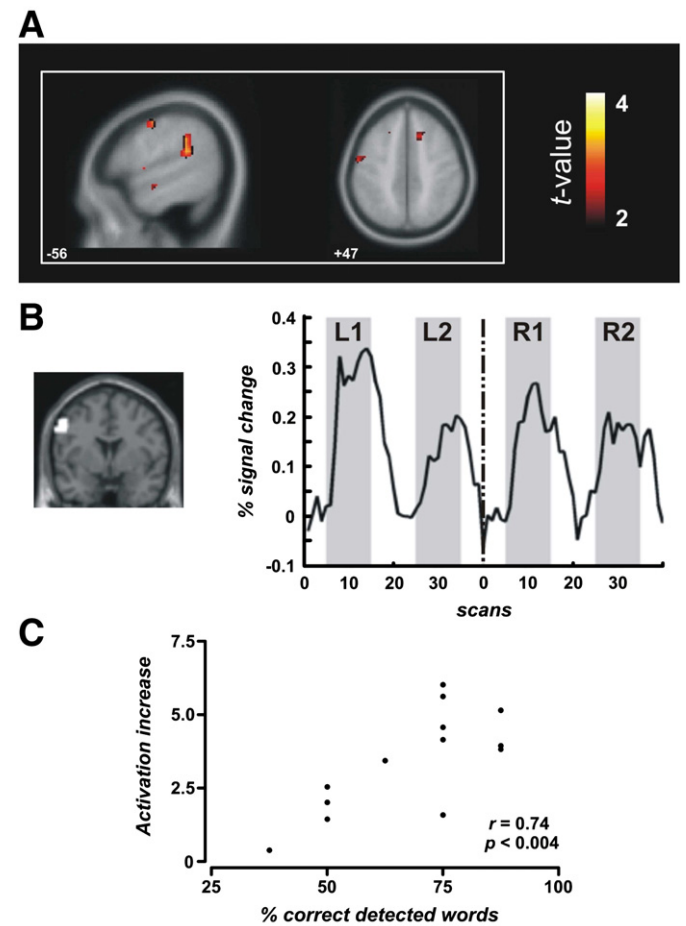 A
-56
+47
t-value
4
2
B
L1 L2 R1 R2
% signal change
0.4
0.3
0.2
0.1
0
-0.1
0 10 20 30 0 10 20 30
scans
C
Activation increase
7.5
5.0
2.5
0
r = 0.74
p < 0.004
25 50 75 100
% correct detected words